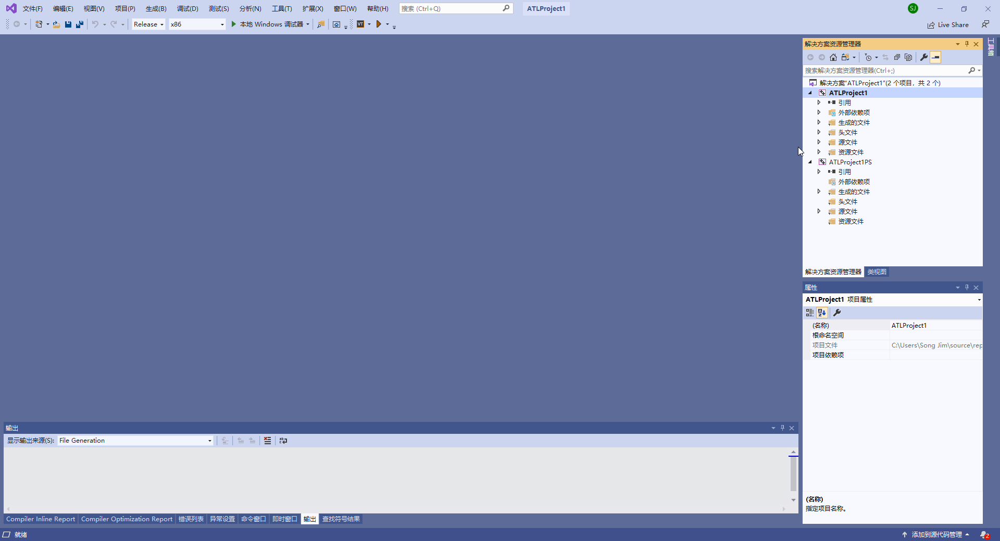 文件(F) 编辑(E) 视图(V) 项目(P) 生成(B) 调试(D) 测试(S) 分析(N) 工具(T) 扩展(X) 窗口(W) 帮助(H) 搜索 (Ctrl+Q) ATLProject1 SJ
Release x86 本地 Windows 调试器 VT Live Share
解决方案资源管理器
工具箱
搜索解决方案资源管理器(Ctrl+;)
解决方案"ATLProject1"(2 个项目，共 2 个)
ATLProject1
引用
外部依赖项
生成的文件
头文件
源文件
资源文件
ATLProject1PS
引用
外部依赖项
生成的文件
头文件
源文件
资源文件
解决方案资源管理器 类视图
属性
ATLProject1 项目属性
(名称) ATLProject1
根命名空间
项目文件 C:\Users\Song Jim\source\rep
项目依赖项
(名称)
指定项目名称。
输出
显示输出来源(S): File Generation
Compiler Inline Report Compiler Optimization Report 错误列表 异常设置 命令窗口 即时窗口 输出 查找符号结果
就绪 添加到源代码管理 2